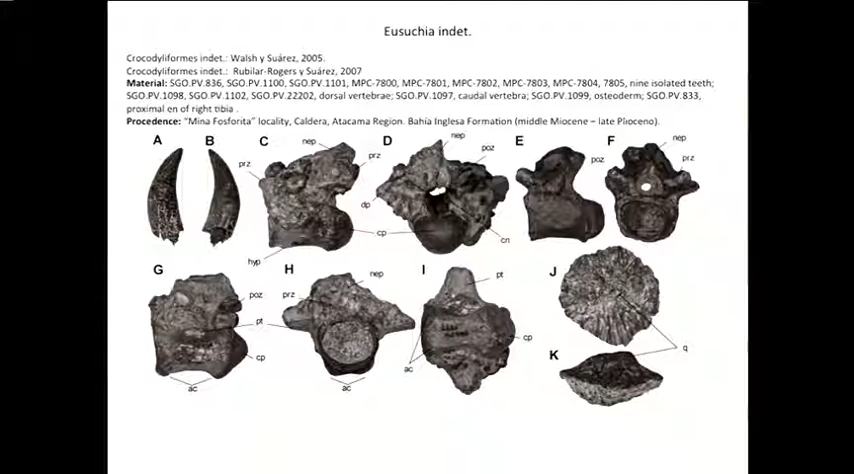 Eusuchia indet.
Crocodyliformes indet.: Walsh y Suárez, 2005.
Crocodyliformes indet.: Rubilar-Rogers y Suárez, 2007
Material: SGO.PV.836, SGO.PV.1100, SGO.PV.1101, MPC-7800, MPC-7801, MPC-7802, MPC-7803, MPC-7804, 7805, nine isolated teeth;
SGO.PV.1098, SGO.PV.1102, SGO.PV.22202, dorsal vertebrae; SGO.PV.1097, caudal vertebra; SGO.PV.1099, osteoderm; SGO.PV.833,
proximal en of right tibia .
Procedence: "Mina Fosforita" locality, Caldera, Atacama Region. Bahía Inglesa Formation (middle Miocene – late Plioceno).
A B C nep prz D nep poz E poz F nep prz
prz
dp cp cn
hyp
G poz H prz nep I pt J
pt cp cp
K q
ac ac ac